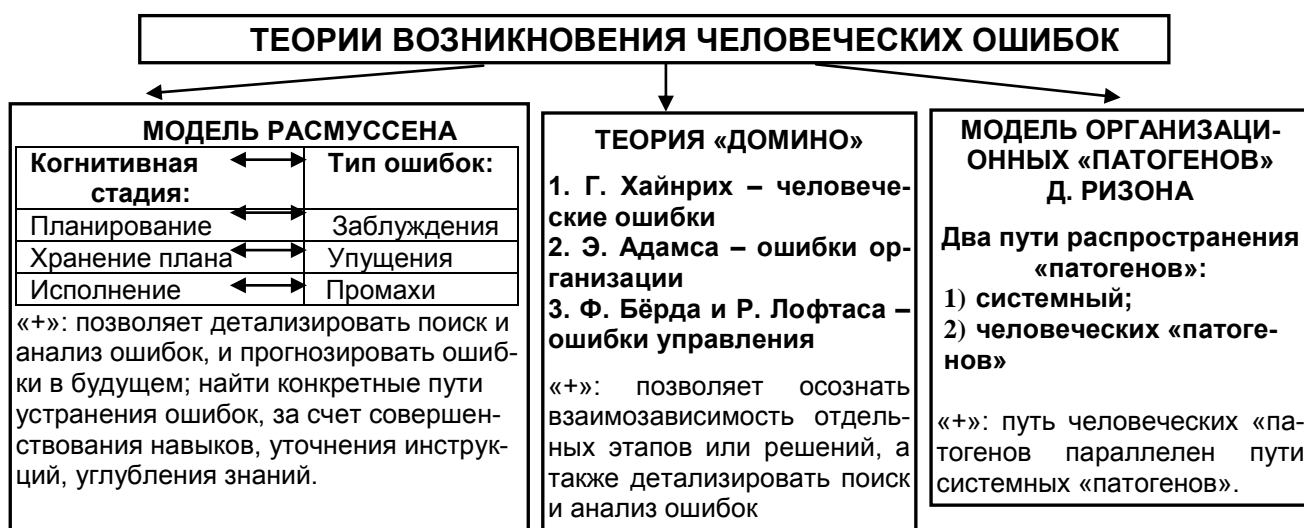 ТЕОРИИ ВОЗНИКНОВЕНИЯ ЧЕЛОВЕЧЕСКИХ ОШИБОК
МОДЕЛЬ РАСМУССЕНА
Когнитивная стадия: Тип ошибок:
Планирование Заблуждения
Хранение плана Упущения
Исполнение Промахи
«+»: позволяет детализировать поиск и
анализ ошибок, и прогнозировать ошиб-
ки в будущем; найти конкретные пути
устранения ошибок, за счет совершен-
ствования навыков, уточнения инструк-
ций, углубления знаний.
ТЕОРИЯ «ДОМИНО»
1. Г. Хайнрих – человече-
ские ошибки
2. Э. Адамса – ошибки ор-
ганизации
3. Ф. Бёрда и Р. Лофтаса –
ошибки управления
«+»: позволяет осознать
взаимозависимость отдель-
ных этапов или решений, а
также детализировать поиск
и анализ ошибок
МОДЕЛЬ ОРГАНИЗАЦИ-
ОННЫХ «ПАТОГЕНОВ»
Д. РИЗОНА
Два пути распространения
«патогенов»:
1) системный;
2) человеческих «патоге-
нов»
«+»: путь человеческих «па-
тогенов параллелен пути
системных «патогенов».